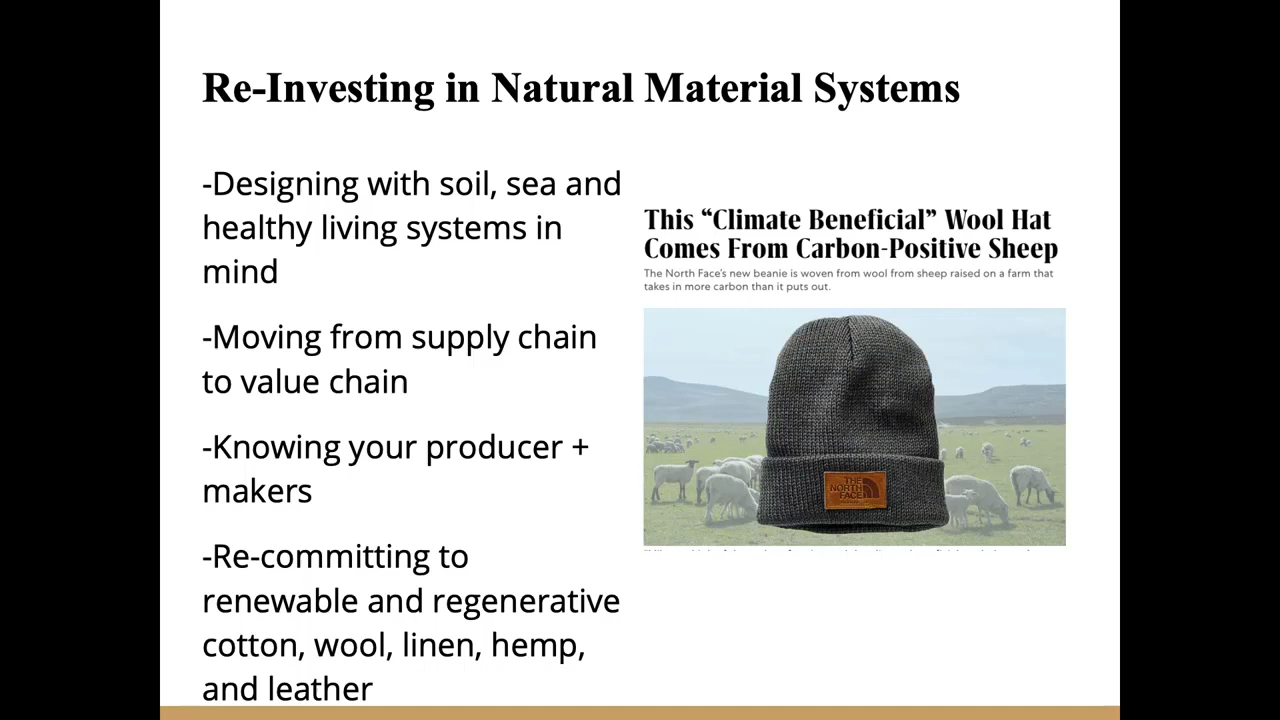 Re-Investing in Natural Material Systems
-Designing with soil, sea and
healthy living systems in
mind
-Moving from supply chain
to value chain
-Knowing your producer +
makers
-Re-committing to
renewable and regenerative
cotton, wool, linen, hemp,
and leather
This “Climate Beneficial” Wool Hat
Comes From Carbon-Positive Sheep
The North Face's new beanie is woven from wool from sheep raised on a farm that
takes in more carbon than it puts out.
THE
NORTH
FACE